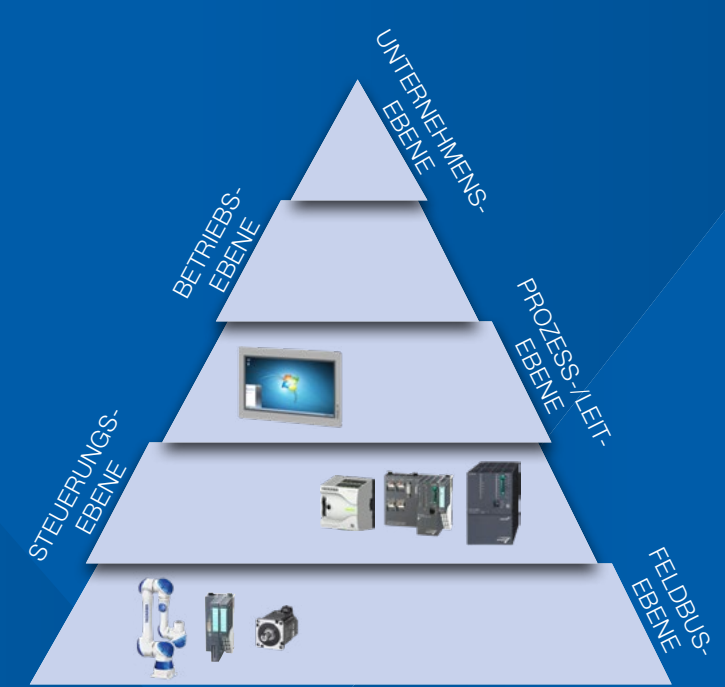 UNTERNEHMENS-
EBENE
BETRIEBS-
EBENE
PROZESS-/LEIT-
EBENE
STEUERUNGS-
EBENE
FELDBUS-
EBENE